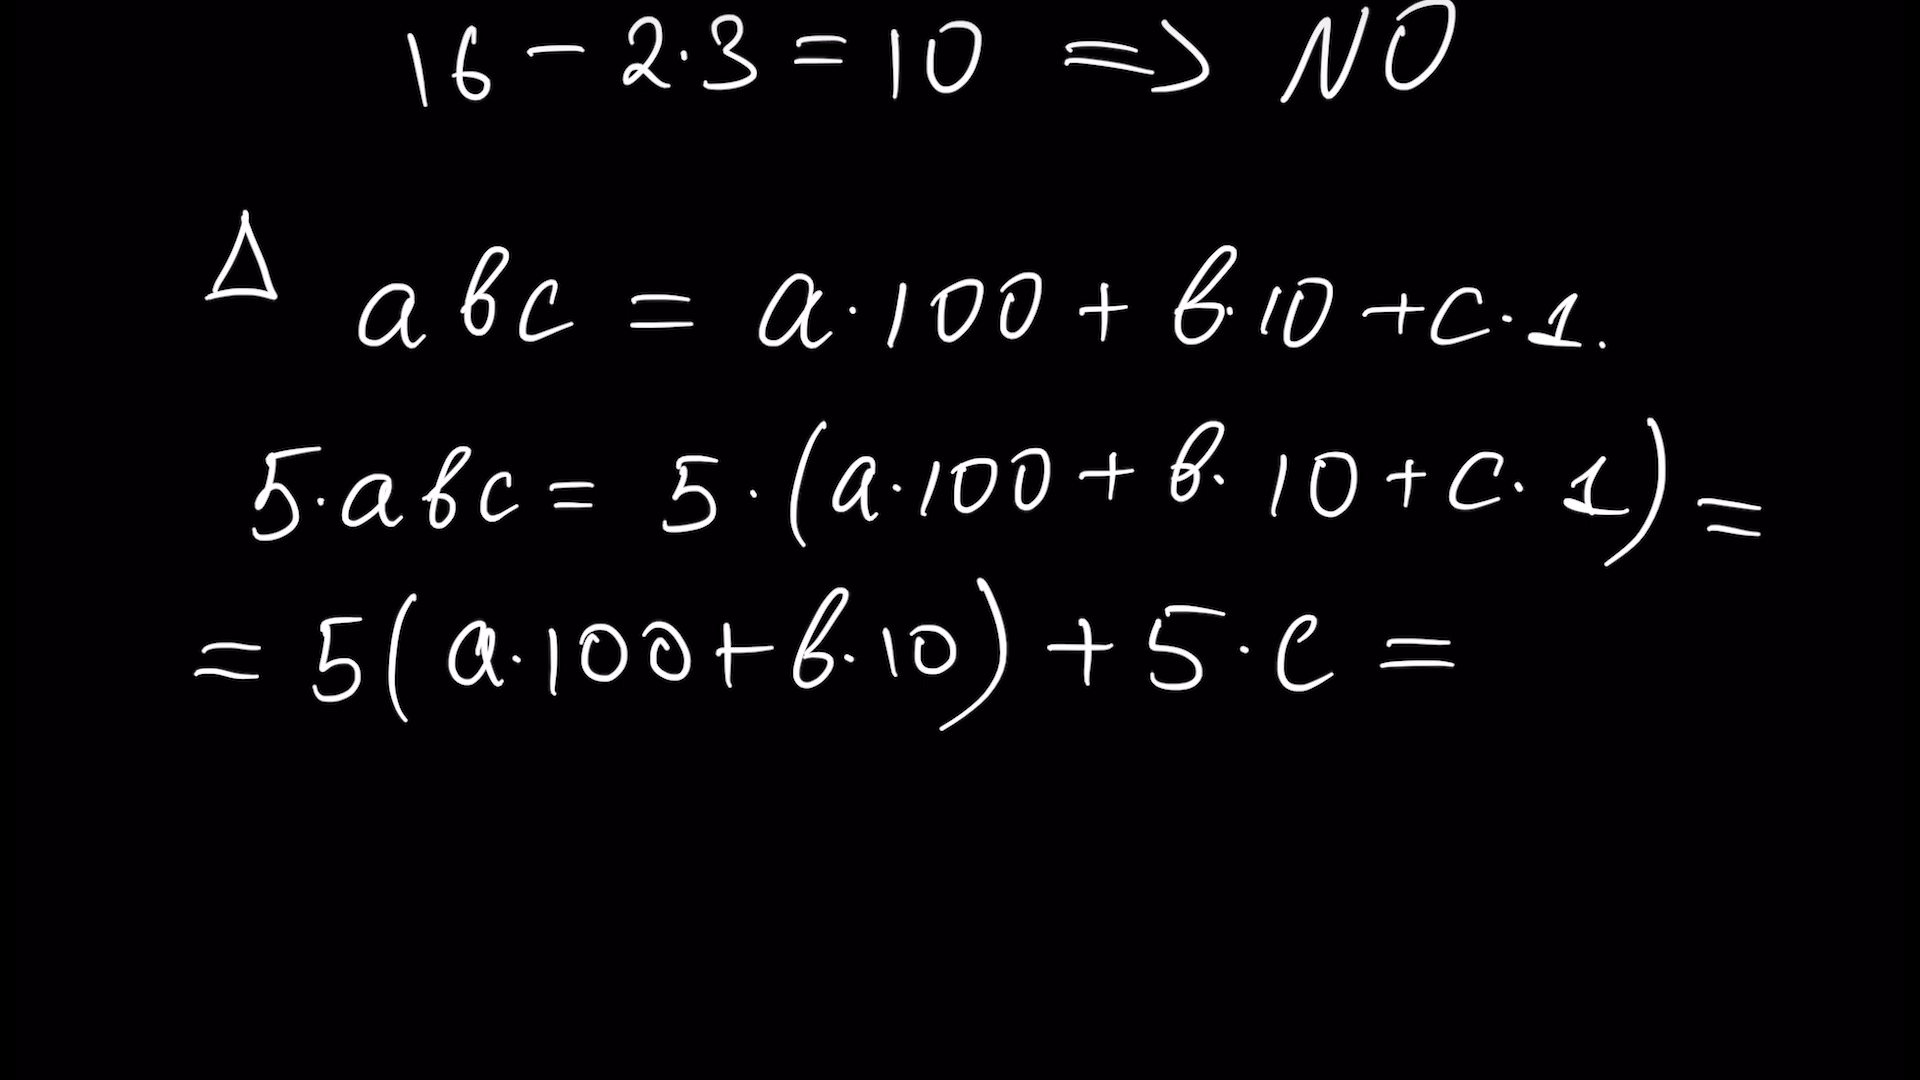 16 - 2·3 = 10 => NO
Δ abc = a·100 + b·10 + c·1.
5·abc = 5·(a·100 + b·10 + c·1) =
= 5(a·100 + b·10) + 5·c =